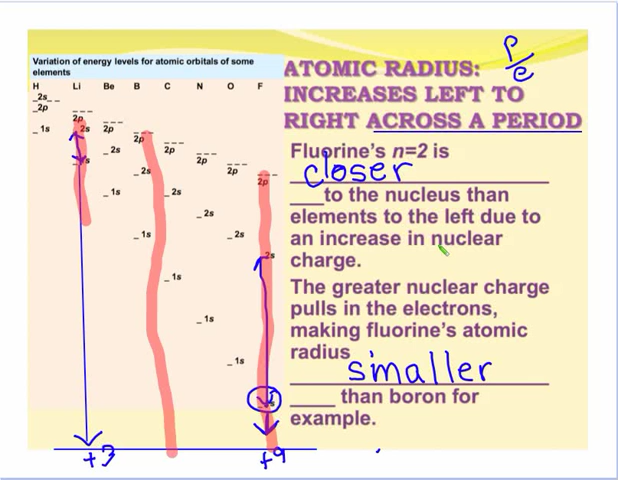 Variation of energy levels for atomic orbitals of some
elements
H Li Be B C N O F
2s
2p
1s
2p
2s
s
2p
2s
1s
2p
2s
1s
2p
2s
1s
2p
2s
1s
2p
2s
1s
2p
2s
+3
+9
P/e
ATOMIC RADIUS:
INCREASES LEFT TO
RIGHT ACROSS A PERIOD
Fluorine's n=2 is
closer
to the nucleus than
elements to the left due to
an increase in nuclear
charge.
The greater nuclear charge
pulls in the electrons,
making fluorine's atomic
radius
smaller
than boron for
example.